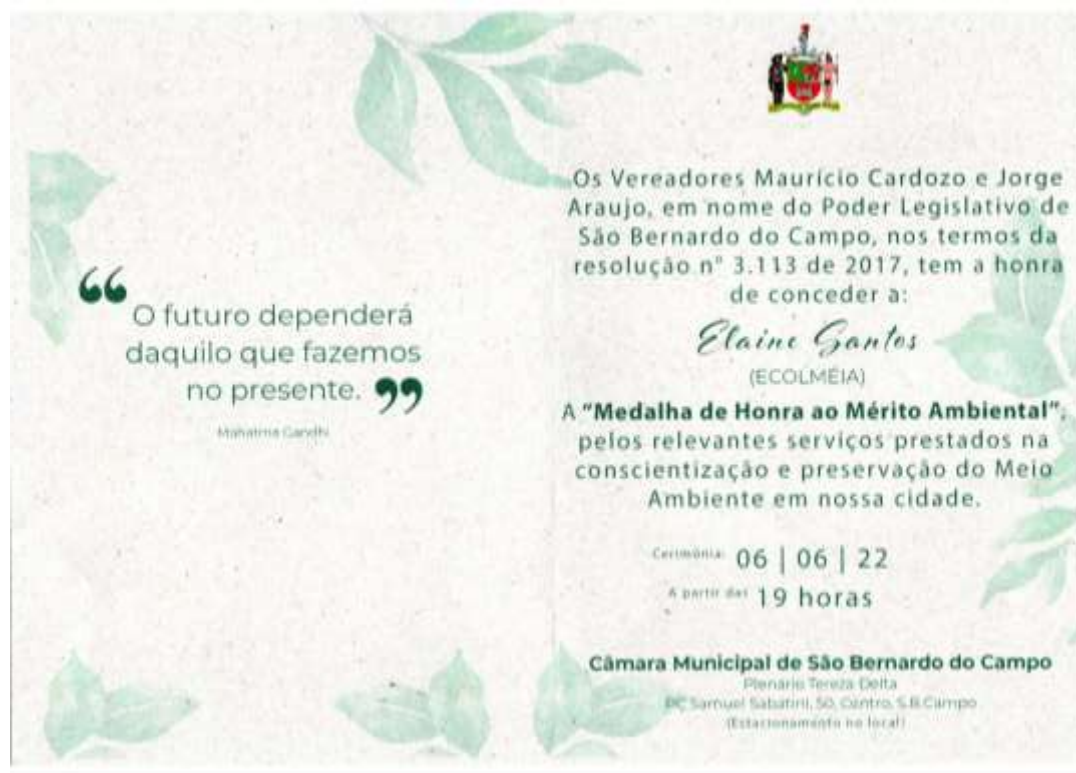 “ O futuro dependerá
daquilo que fazemos
no presente. ”
Mahatma Gandhi
Os Vereadores Maurício Cardozo e Jorge
Araujo, em nome do Poder Legislativo de
São Bernardo do Campo, nos termos da
resolução nº 3.113 de 2017, tem a honra
de conceder a:
Elaine Santos
(ECOLMÉIA)
A “Medalha de Honra ao Mérito Ambiental”,
pelos relevantes serviços prestados na
conscientização e preservação do Meio
Ambiente em nossa cidade.
Cerimônia: 06 | 06 | 22
A partir das 19 horas
Câmara Municipal de São Bernardo do Campo
Plenário Tereza Delta
Pç Samuel Sabatini, 50, Centro, S.B.Campo
(Estacionamento no local)